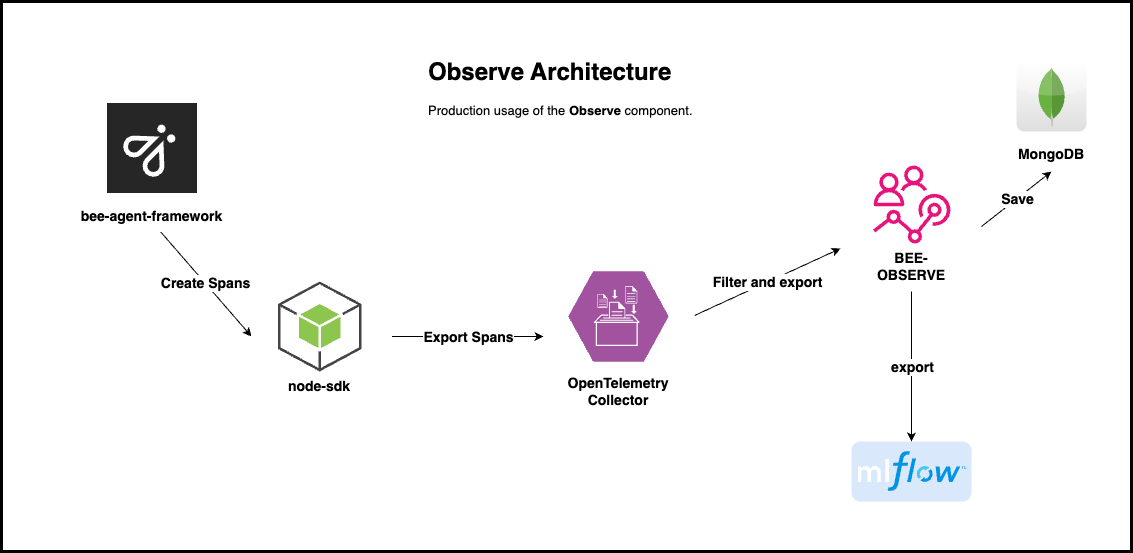 Observe Architecture
Production usage of the Observe component.
bee-agent-framework
Create Spans
node-sdk
Export Spans
OpenTelemetry
Collector
Filter and export
BEE-
OBSERVE
Save
MongoDB
export
mlflow